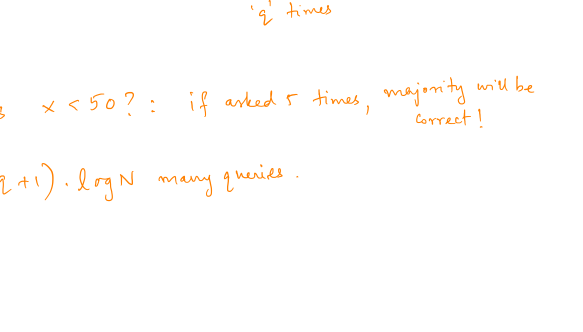 'q' times
x < 50 ? : if asked 5 times, majority will be
correct !
q + 1) . log N many queries .